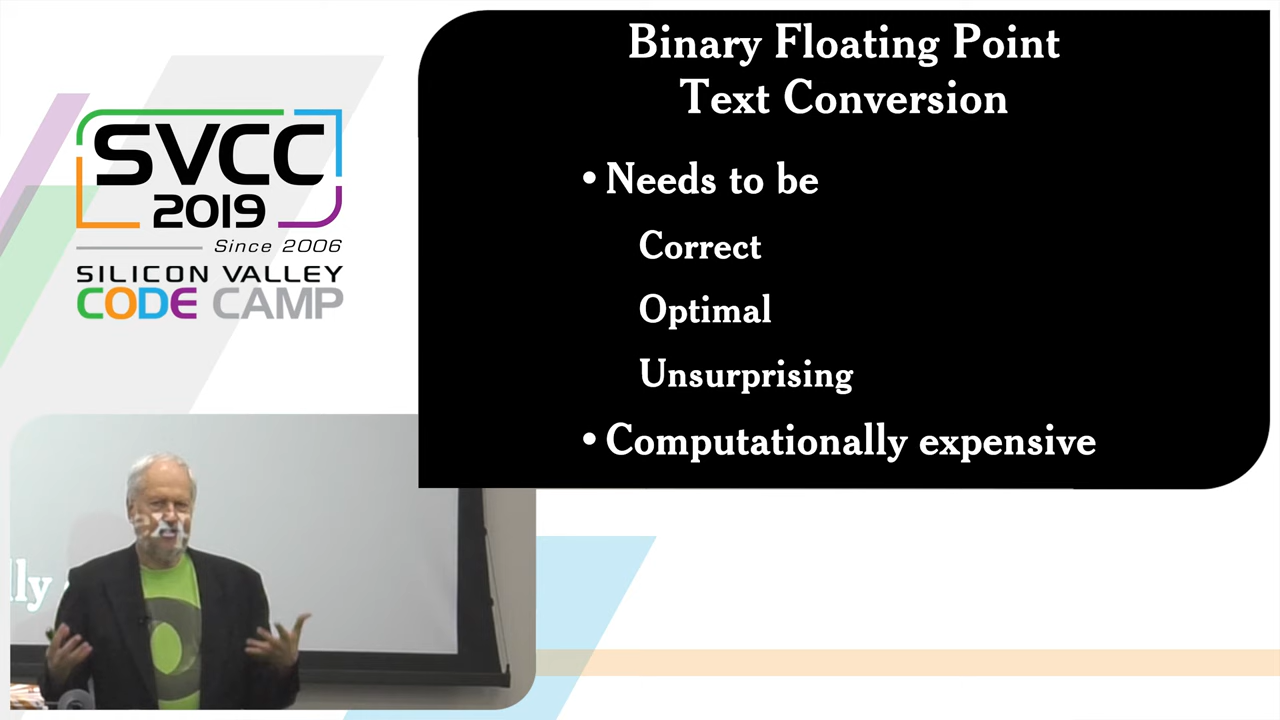 SVCC
2019
Since 2006
SILICON VALLEY
CODE CAMP
Binary Floating Point
Text Conversion
• Needs to be
Correct
Optimal
Unsurprising
• Computationally expensive
lly